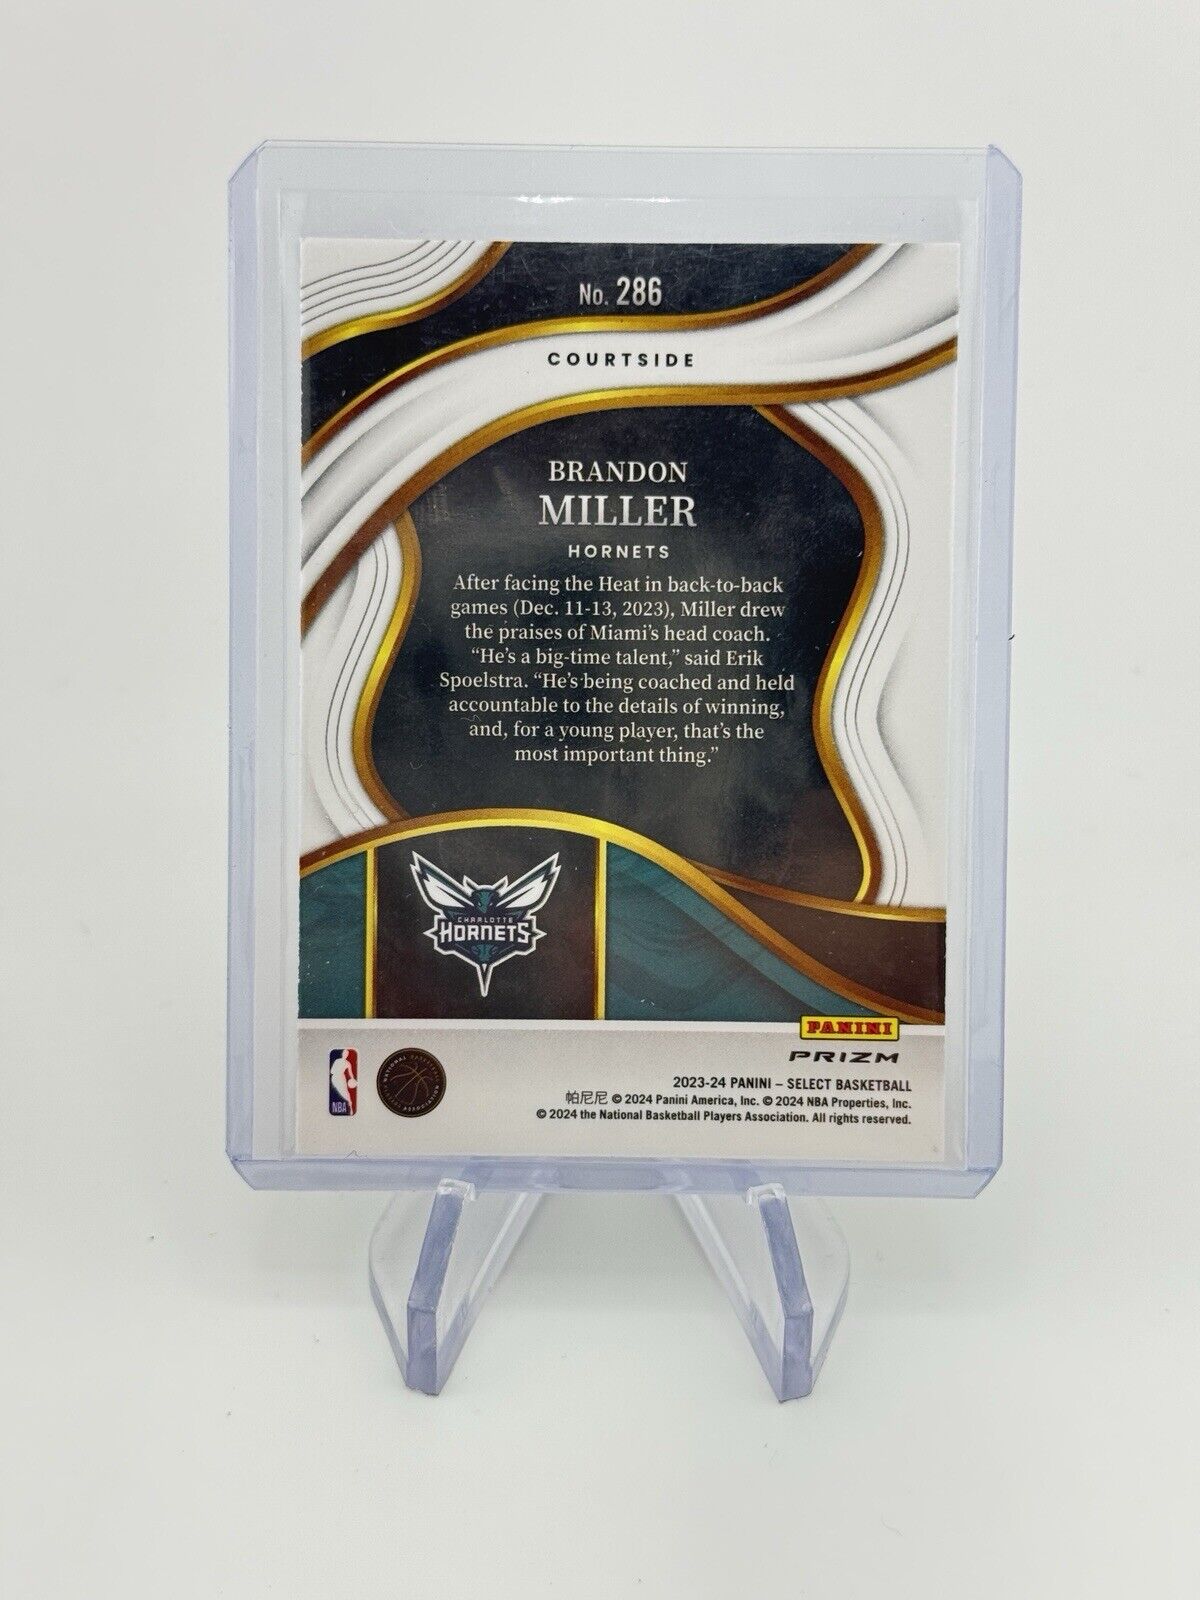 No. 286
COURTSIDE
BRANDON
MILLER
HORNETS
After facing the Heat in back-to-back
games (Dec. 11-13, 2023), Miller drew
the praises of Miami's head coach.
“He's a big-time talent,” said Erik
Spoelstra. “He's being coached and held
accountable to the details of winning,
and, for a young player, that's the
most important thing.”
CHARLOTTE
HORNETS
PANINI
PRIZM
NBA
2023-24 PANINI – SELECT BASKETBALL
帕尼尼 © 2024 Panini America, Inc. © 2024 NBA Properties, Inc.
© 2024 the National Basketball Players Association. All rights reserved.